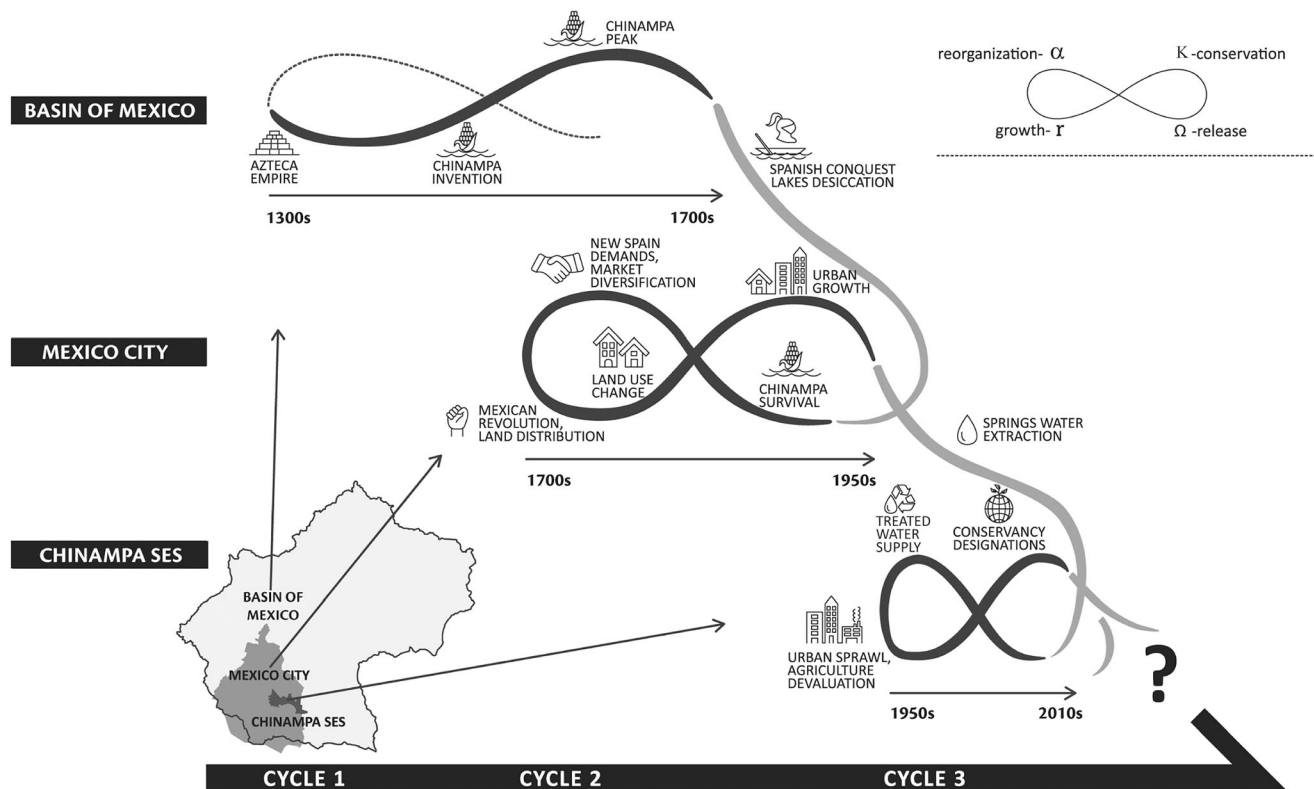 CHINAMPA
PEAK
reorganization- α
K -conservation
growth- r
Ω -release
BASIN OF MEXICO
AZTECA
EMPIRE
CHINAMPA
INVENTION
SPANISH CONQUEST
LAKES DESICCATION
1300s
1700s
NEW SPAIN
DEMANDS,
MARKET
DIVERSIFICATION
URBAN
GROWTH
MEXICO CITY
LAND USE
CHANGE
CHINAMPA
SURVIVAL
MEXICAN
REVOLUTION,
LAND DISTRIBUTION
SPRINGS WATER
EXTRACTION
1700s
1950s
TREATED
WATER
SUPPLY
CONSERVANCY
DESIGNATIONS
CHINAMPA SES
BASIN OF
MEXICO
MEXICO CITY
CHINAMPA SES
URBAN SPRAWL,
AGRICULTURE
DEVALUATION
?
1950s
2010s
CYCLE 1
CYCLE 2
CYCLE 3